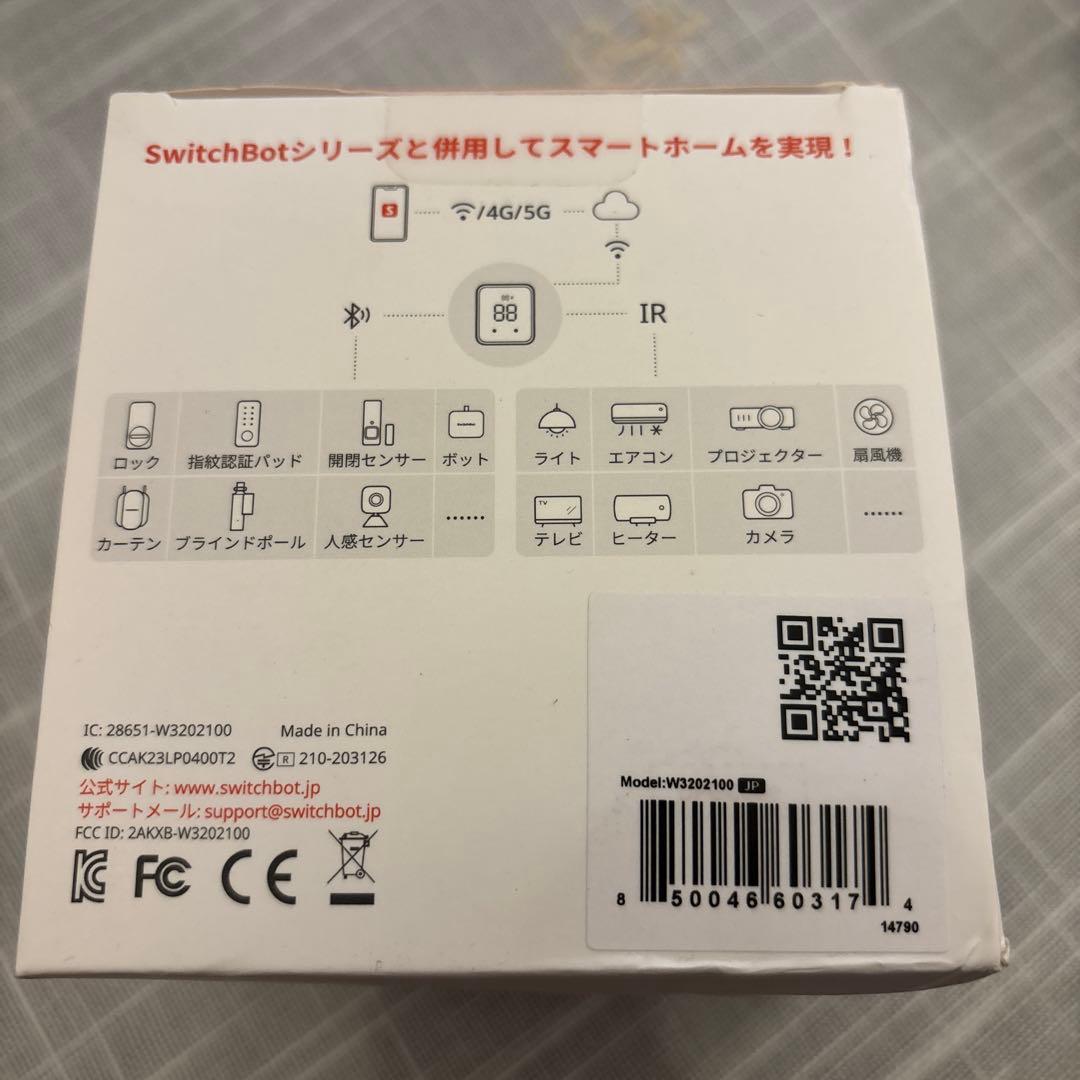 SwitchBotシリーズと併用してスマートホームを実現！
S
/4G/5G
88
IR
ロック 指紋認証パッド 開閉センサー ボット
ライト エアコン プロジェクター 扇風機
カーテン ブラインドポール 人感センサー ......
TV
テレビ ヒーター カメラ ......
IC: 28651-W3202100 Made in China
CCAK23LP0400T2 R 210-203126
公式サイト: www.switchbot.jp
サポートメール: support@switchbot.jp
FCC ID: 2AKXB-W3202100
KC FC CE
Model:W3202100 JP
8 50046 60317 4
14790